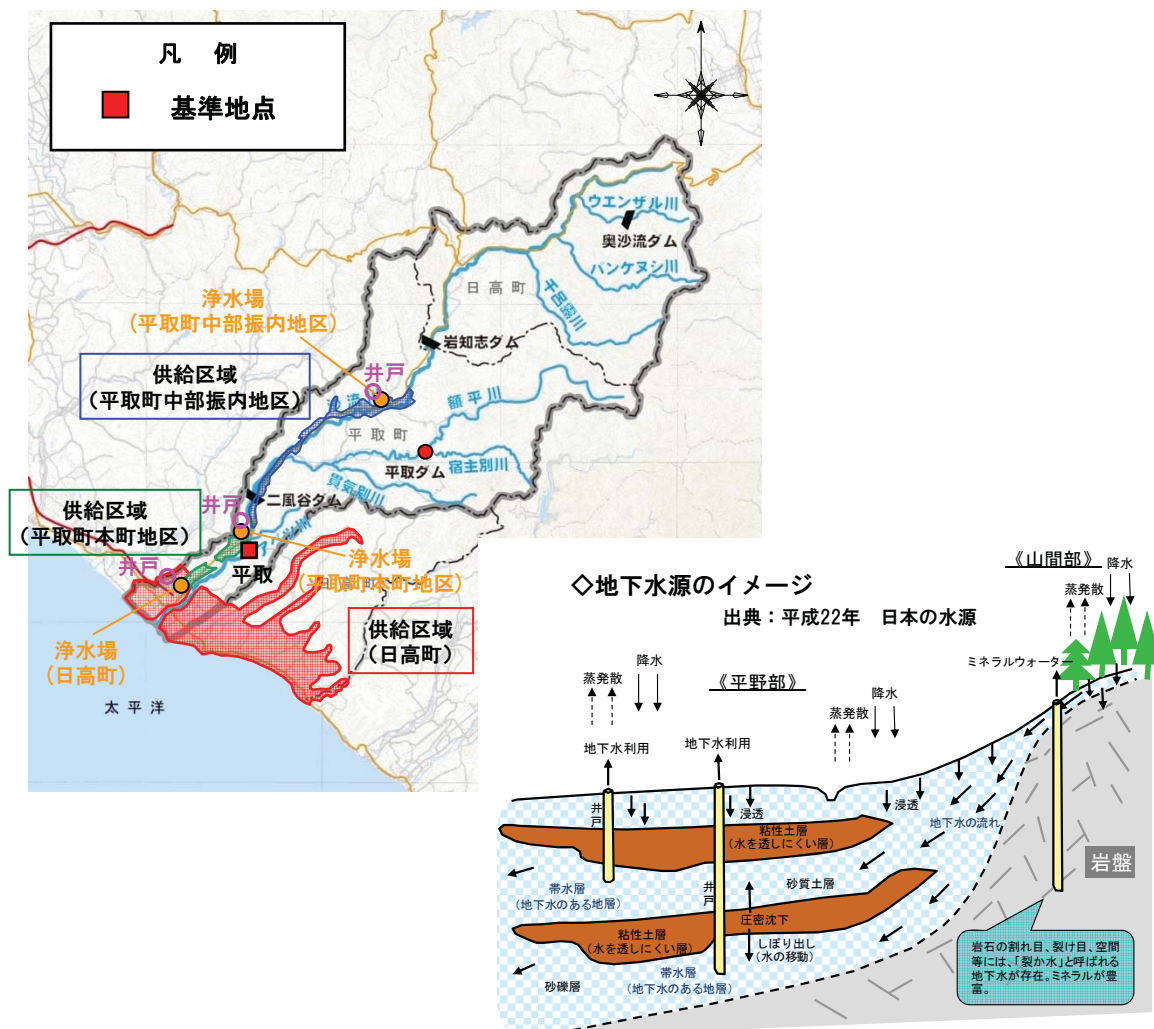 凡 例
基準地点
ウエンザル川
奥沙流ダム
パンケヌシ川
日高町
千呂露川
浄水場
(平取町中部振内地区)
岩知志ダム
井戸
供給区域
(平取町中部振内地区)
額平川
平取町
平取ダム
宿主別川
貫気別川
二風谷ダム
井戸
供給区域
(平取町本町地区)
平取
浄水場
(平取町本町地区)
井戸
供給区域
(日高町)
浄水場
(日高町)
太平洋
◇地下水源のイメージ
出典：平成22年 日本の水源
《山間部》
降水
蒸発散
ミネラルウォーター
《平野部》
降水
蒸発散
降水
蒸発散
地下水利用
地下水利用
井戸
浸透
浸透
地下水の流れ
粘性土層
(水を透しにくい層)
岩盤
帯水層
(地下水のある地層)
井戸
砂質土層
圧密沈下
粘性土層
(水を透しにくい層)
しぼり出し
(水の移動)
砂礫層
帯水層
(地下水のある地層)
岩石の割れ目、裂け目、空間
等には、「裂か水」と呼ばれる
地下水が存在。ミネラルが豊
富。